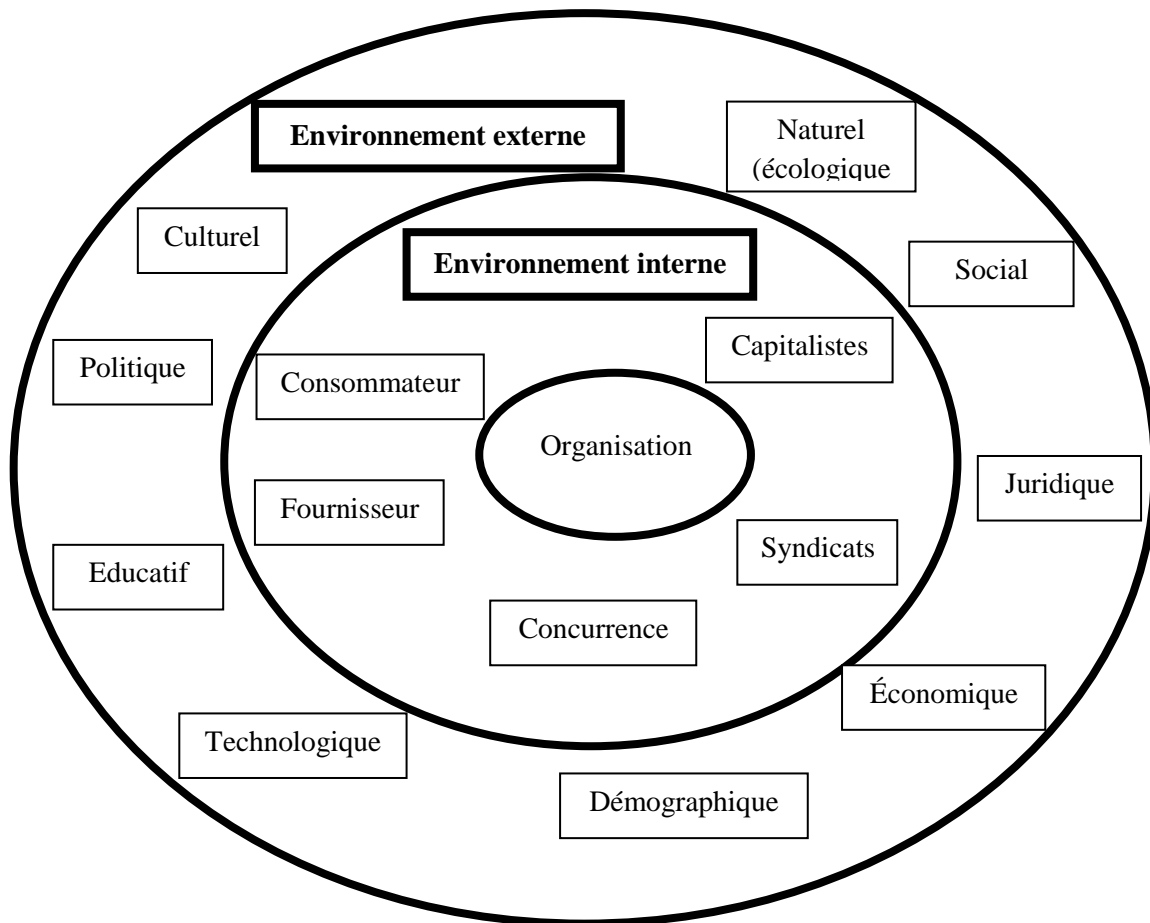 Environnement externe
Naturel
(écologique
Culturel
Environnement interne
Social
Capitalistes
Politique
Consommateur
Organisation
Juridique
Fournisseur
Syndicats
Educatif
Concurrence
Économique
Technologique
Démographique